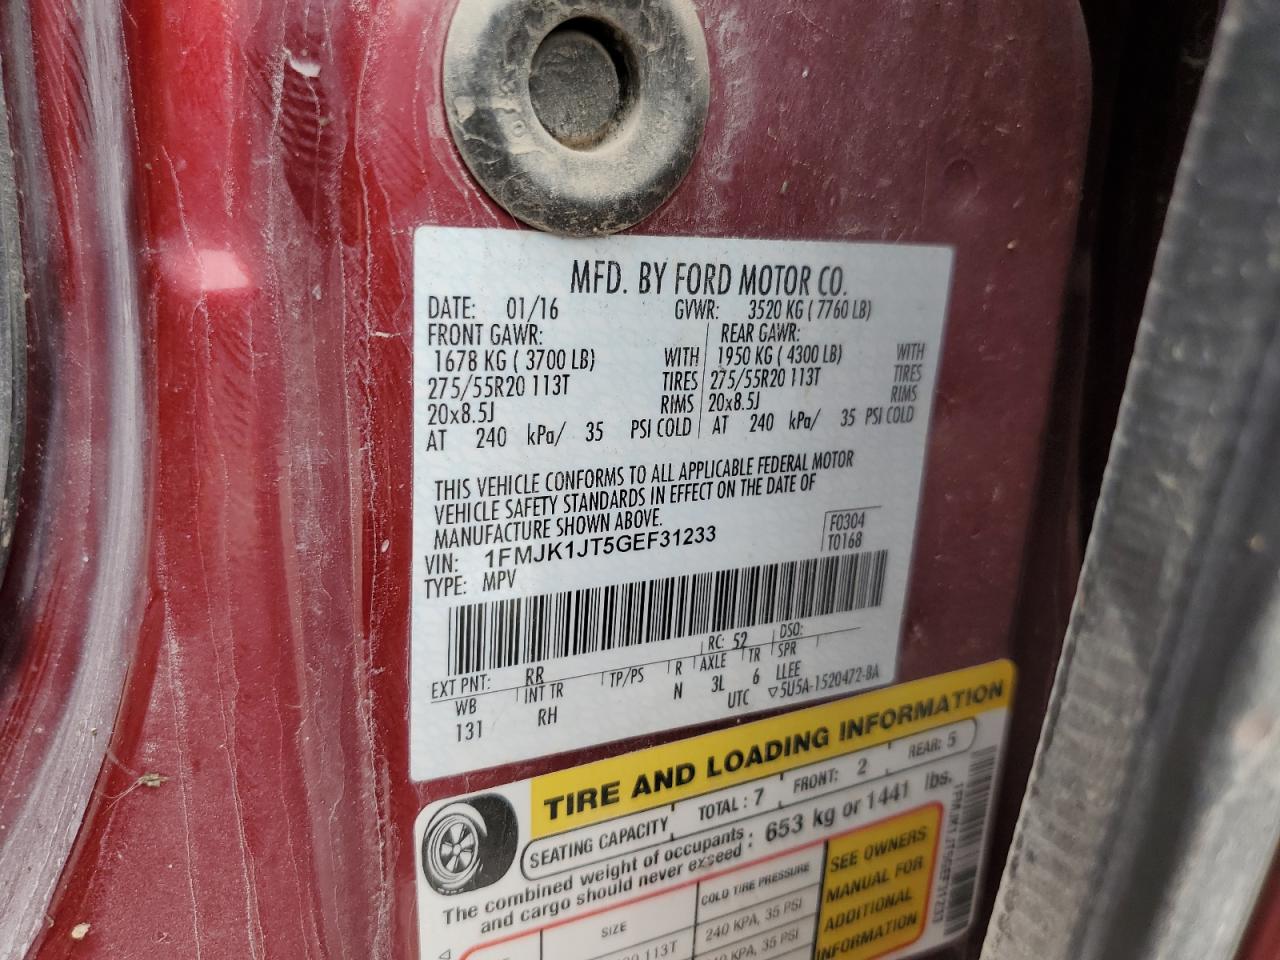 MFD. BY FORD MOTOR CO.
DATE: 01/16 GVWR: 3520 KG ( 7760 LB)
FRONT GAWR: REAR GAWR:
1678 KG ( 3700 LB) WITH 1950 KG ( 4300 LB) WITH
275/55R20 113T TIRES 275/55R20 113T TIRES
20x8.5J RIMS 20x8.5J RIMS
AT 240 kPa/ 35 PSI COLD AT 240 kPa/ 35 PSI COLD
THIS VEHICLE CONFORMS TO ALL APPLICABLE FEDERAL MOTOR
VEHICLE SAFETY STANDARDS IN EFFECT ON THE DATE OF
MANUFACTURE SHOWN ABOVE.
VIN: 1FMJK1JT5GEF31233 F0304
TYPE: MPV T0168
EXT PNT: RR RC: 52 DSO:
WB INT TR TP/PS R AXLE TR SPR
131 RH N 3L 6 LLEE
UTC ▽5U5A-1520472-BA
TIRE AND LOADING INFORMATION
SEATING CAPACITY TOTAL : 7 FRONT: 2 REAR: 5
The combined weight of occupants and cargo should never exceed : 653 kg or 1441 lbs.
SIZE COLD TIRE PRESSURE
113T 240 KPA, 35 PSI
KPA, 35 PSI
SEE OWNERS
MANUAL FOR
ADDITIONAL
INFORMATION
1FMJK1JT5GEF31233